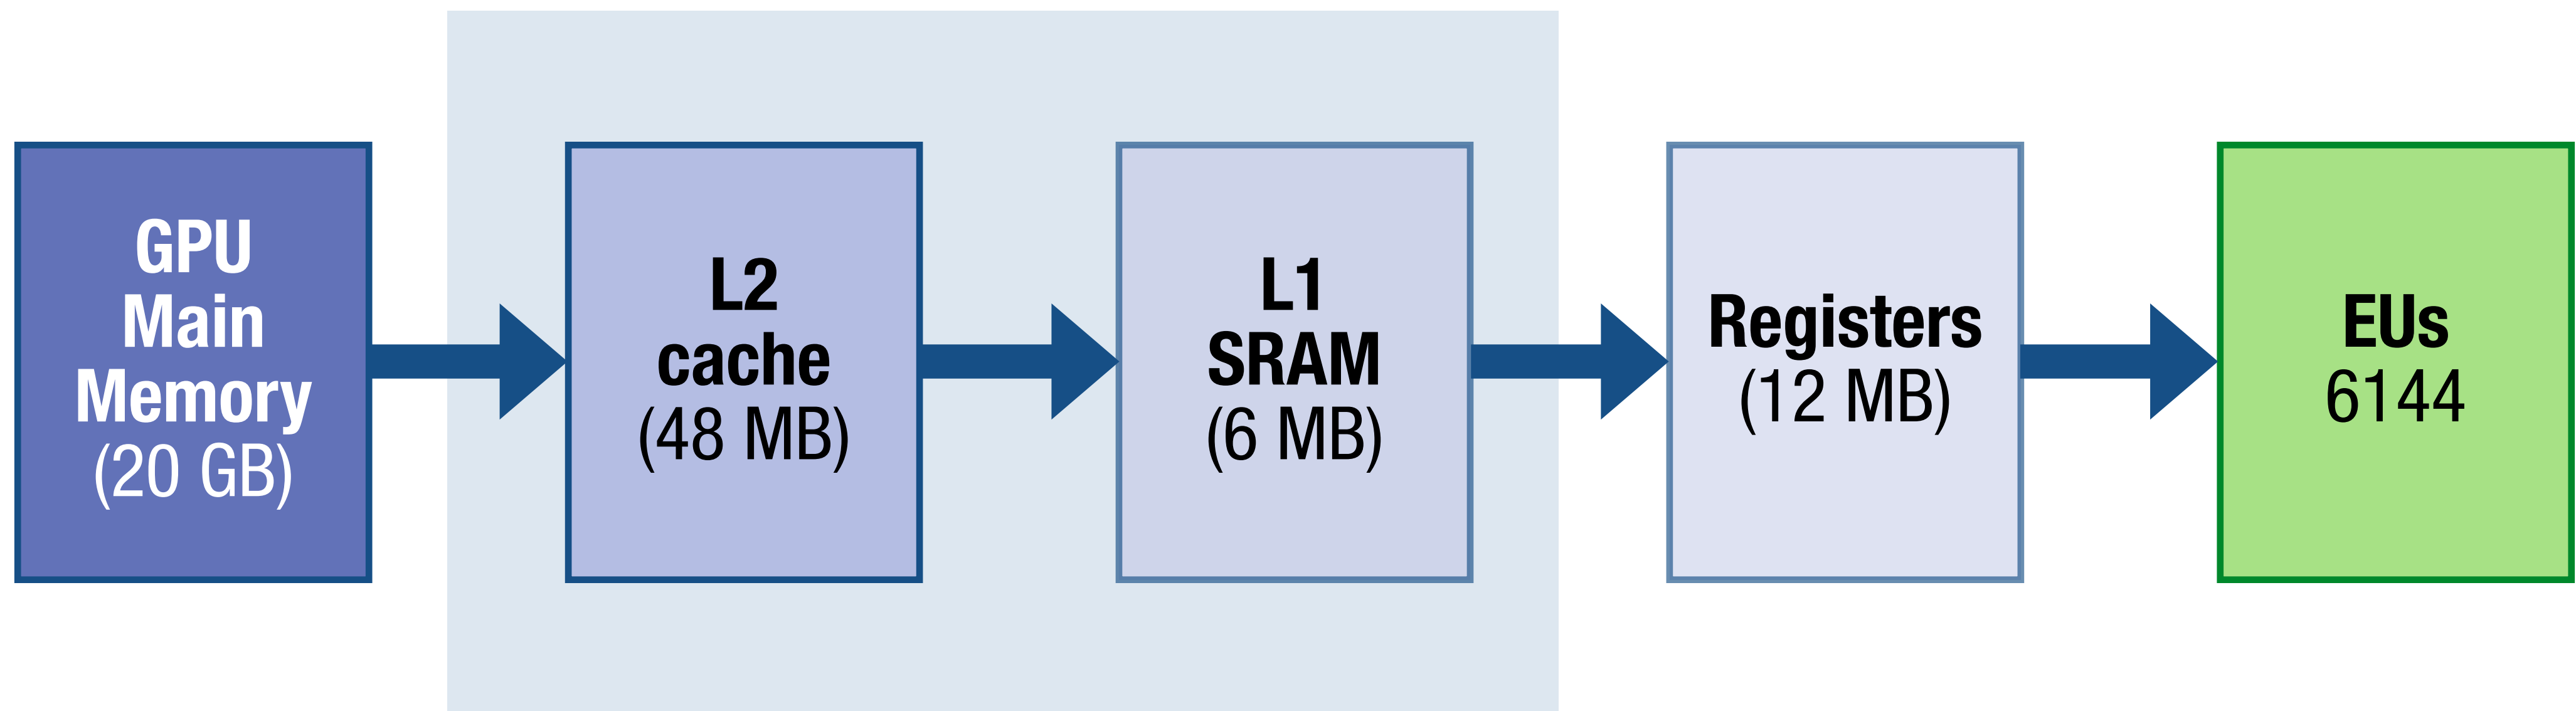 GPU
Main
Memory
(20 GB)
L2
cache
(48 MB)
L1
SRAM
(6 MB)
Registers
(12 MB)
EUs
6144